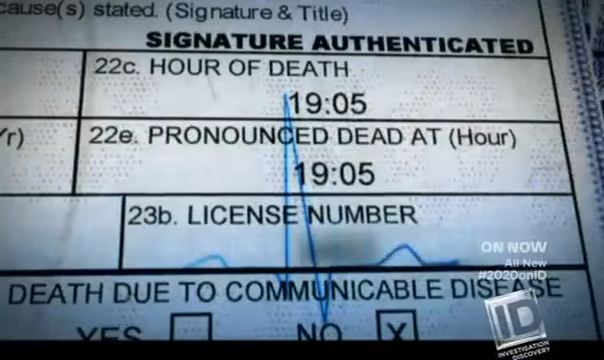 cause(s) stated. (Signature & Title)
SIGNATURE AUTHENTICATED
22c. HOUR OF DEATH
19:05
Yr)
22e. PRONOUNCED DEAD AT (Hour)
19:05
23b. LICENSE NUMBER
ON NOW
All New
#2020onID
DEATH DUE TO COMMUNICABLE DISEASE
YES
NO
X
ID
INVESTIGATION
DISCOVERY